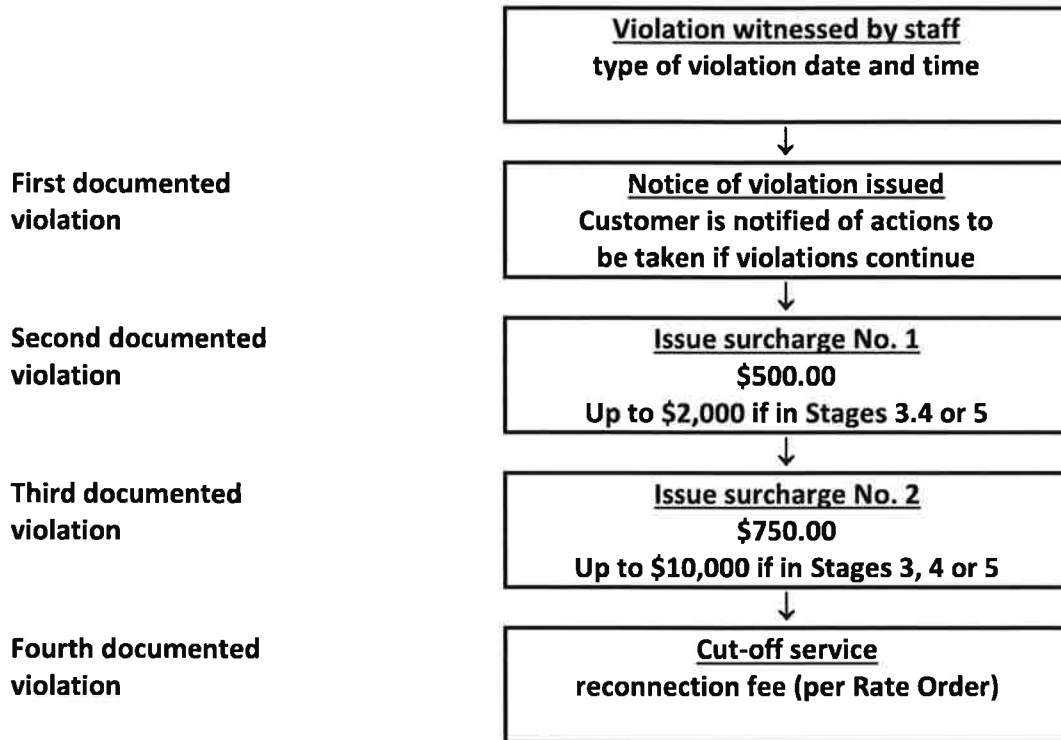 Violation witnessed by staff
type of violation date and time
↓
First documented
violation
Notice of violation issued
Customer is notified of actions to
be taken if violations continue
↓
Second documented
violation
Issue surcharge No. 1
$500.00
Up to $2,000 if in Stages 3.4 or 5
↓
Third documented
violation
Issue surcharge No. 2
$750.00
Up to $10,000 if in Stages 3, 4 or 5
↓
Fourth documented
violation
Cut-off service
reconnection fee (per Rate Order)